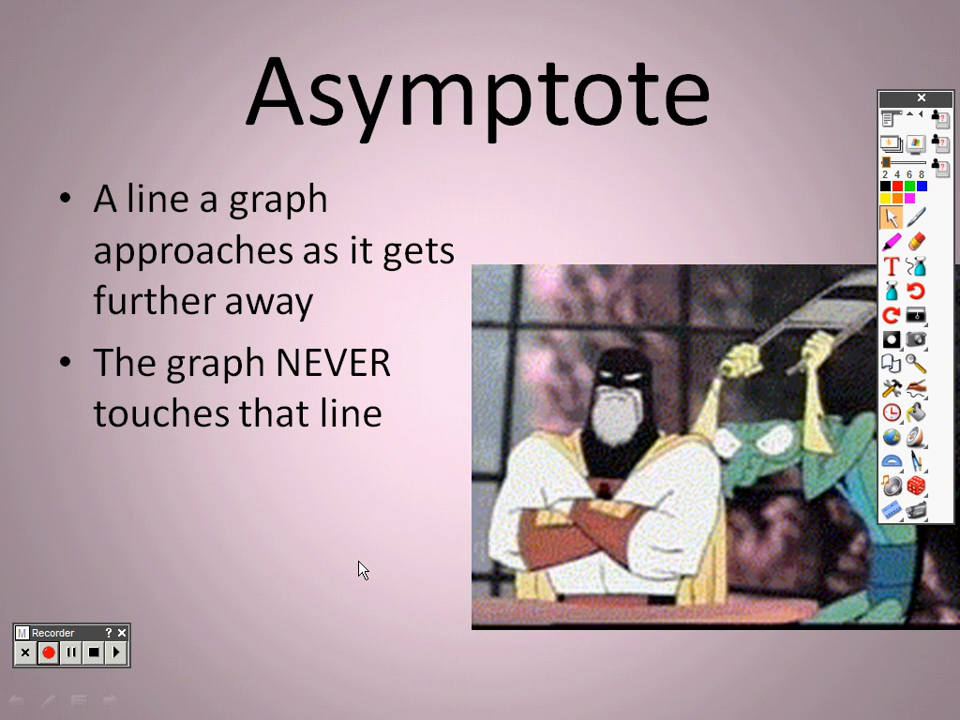 Asymptote
• A line a graph
approaches as it gets
further away
• The graph NEVER
touches that line
2 4 6 8
T
M Recorder ? ×